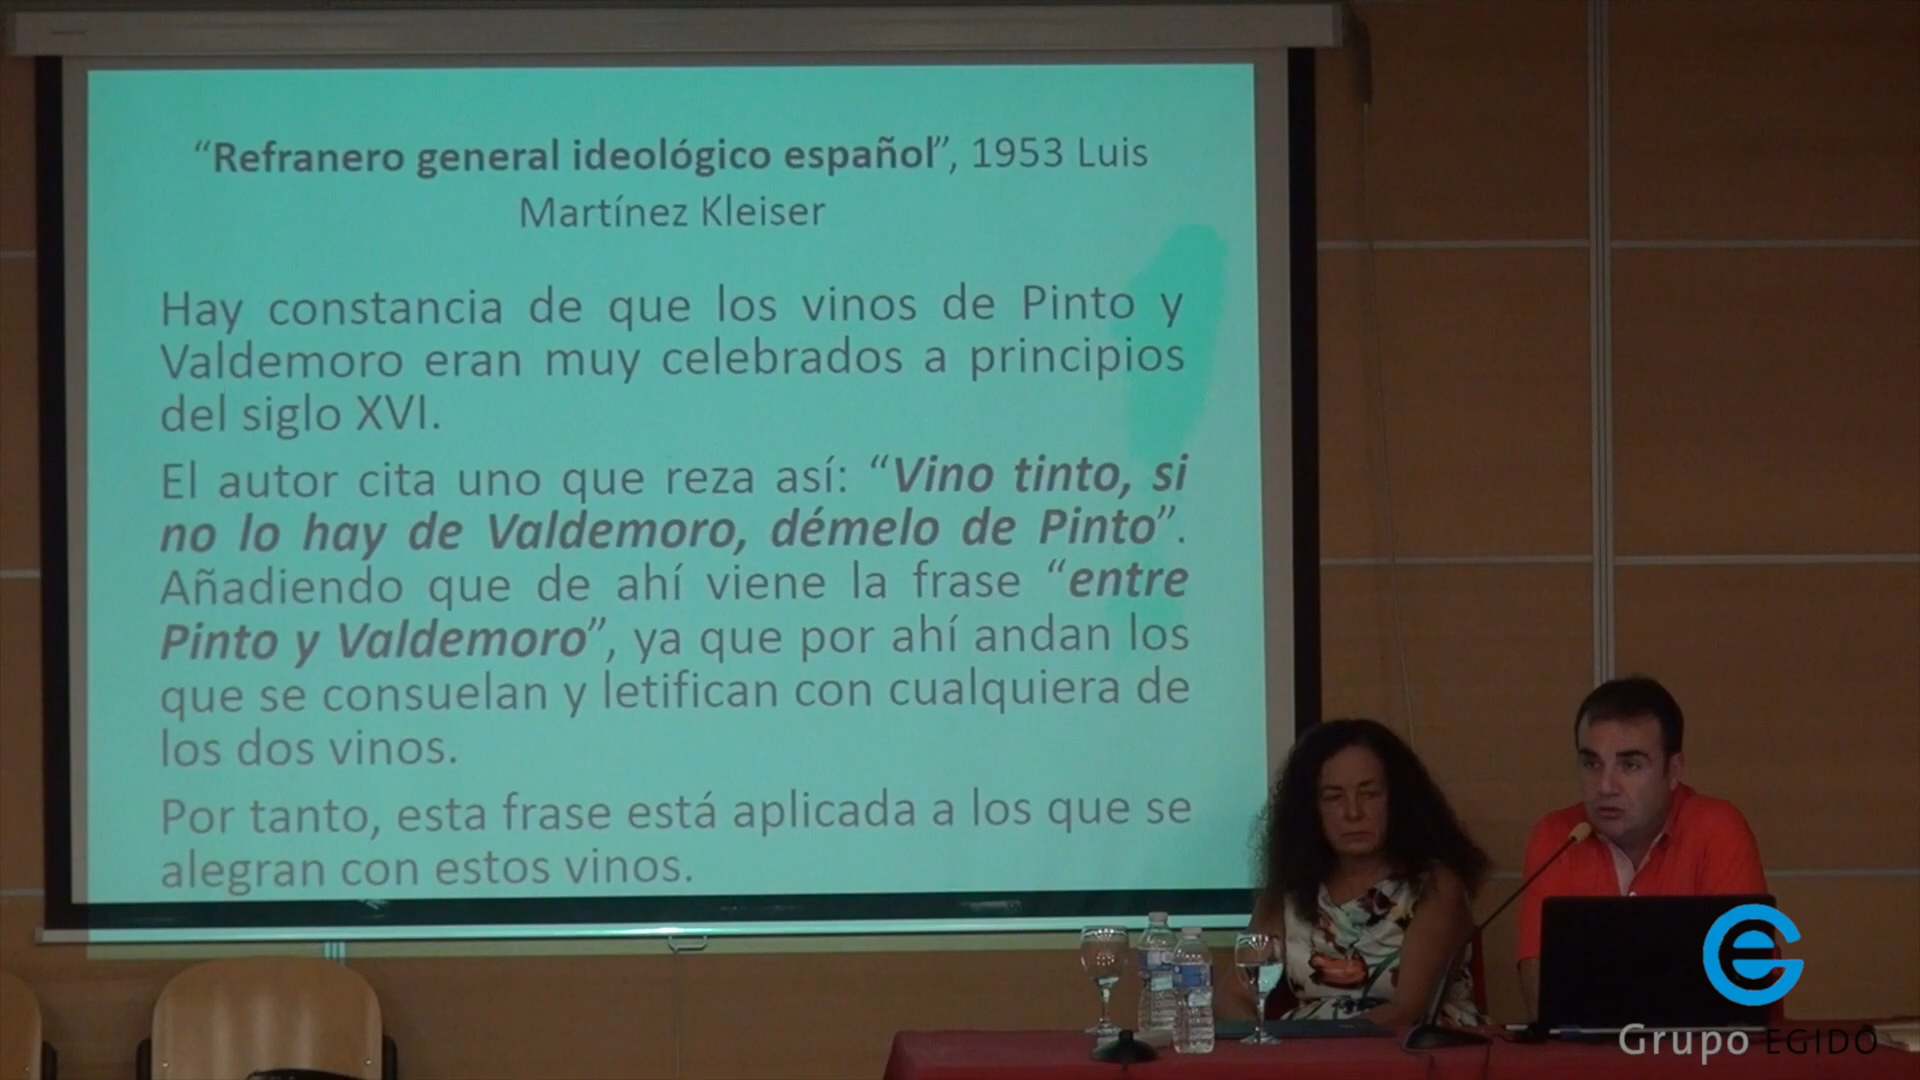 “Refranero general ideológico español”, 1953 Luis
Martínez Kleiser
Hay constancia de que los vinos de Pinto y
Valdemoro eran muy celebrados a principios
del siglo XVI.
El autor cita uno que reza así: “Vino tinto, si
no lo hay de Valdemoro, démelo de Pinto”.
Añadiendo que de ahí viene la frase “entre
Pinto y Valdemoro”, ya que por ahí andan los
que se consuelan y letifican con cualquiera de
los dos vinos.
Por tanto, esta frase está aplicada a los que se
alegran con estos vinos.
Grupo EGIDO